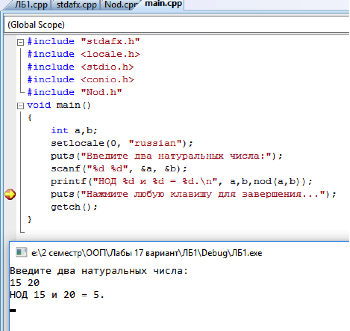 ЛБ1.cpp stdafx.h Nod.cpp main.cpp
(Global Scope)
#include "stdafx.h"
#include <locale.h>
#include <stdio.h>
#include <conio.h>
#include "Nod.h"
void main()
{
int a,b;
setlocale(0, "russian");
puts("Введите два натуральных числа:");
scanf("%d %d", &a, &b);
printf("НОД %d и %d = %d.\n", a,b,nod(a,b));
puts("Нажмите любую клавишу для завершения...");
getch();
}
e:\2 семестр\ООП\Лабы 17 вариант\ЛБ1\Debug\ЛБ1.exe
Введите два натуральных числа:
15 20
НОД 15 и 20 = 5.